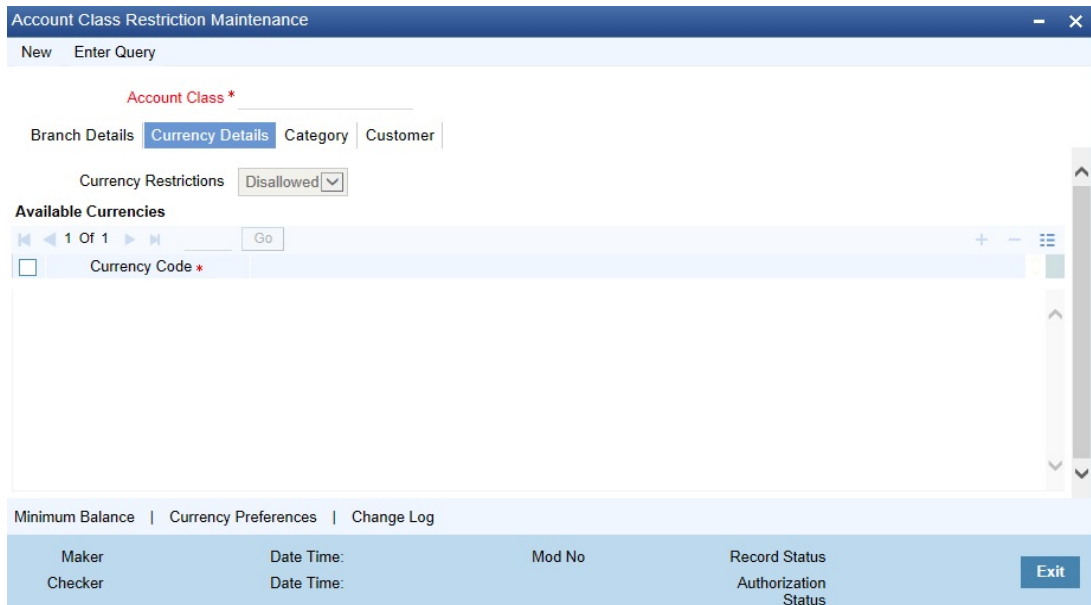 Account Class Restriction Maintenance
New Enter Query
Account Class *
Branch Details Currency Details Category Customer
Currency Restrictions Disallowed
Available Currencies
1 Of 1 Go
Currency Code *
Minimum Balance | Currency Preferences | Change Log
Maker Date Time: Mod No Record Status
Checker Date Time: Authorization
Status
Exit